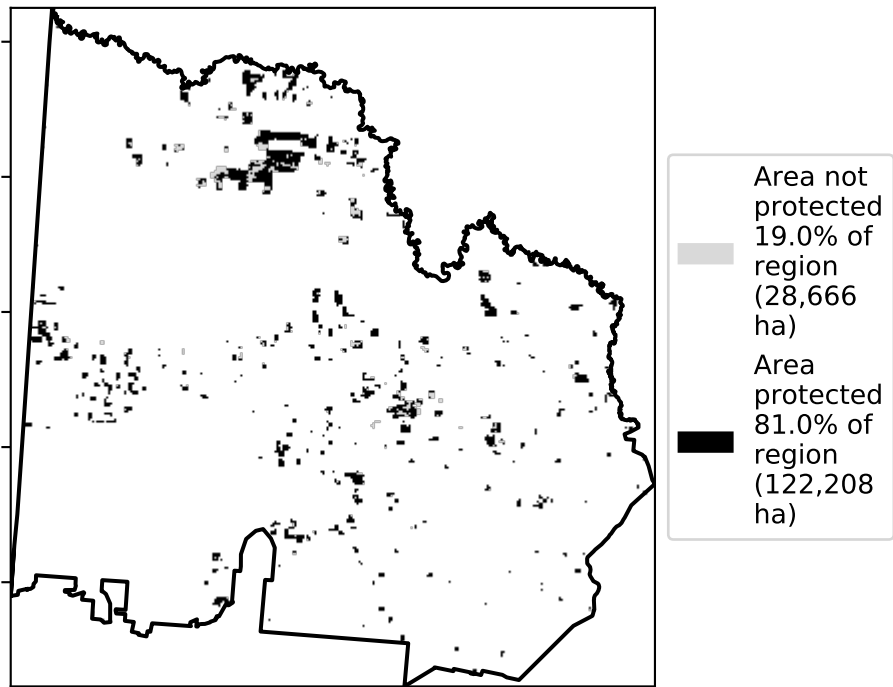 Area not
protected
19.0% of
region
(28,666
ha)
Area
protected
81.0% of
region
(122,208
ha)